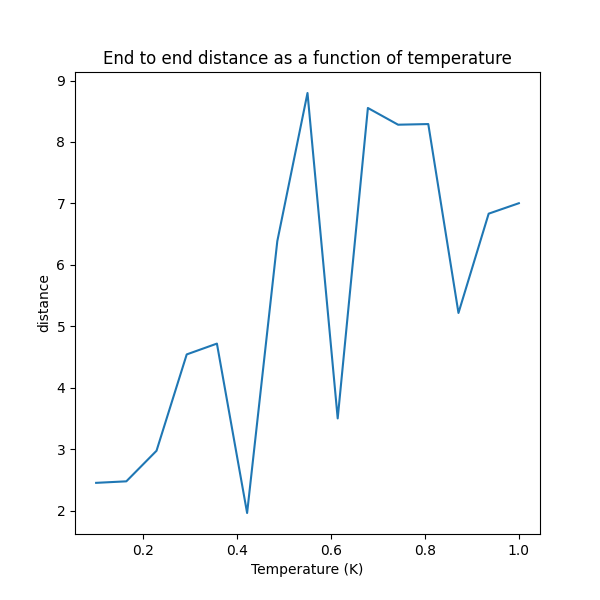 End to end distance as a function of temperature
9
8
7
6
5
4
3
2
distance
0.2 0.4 0.6 0.8 1.0
Temperature (K)